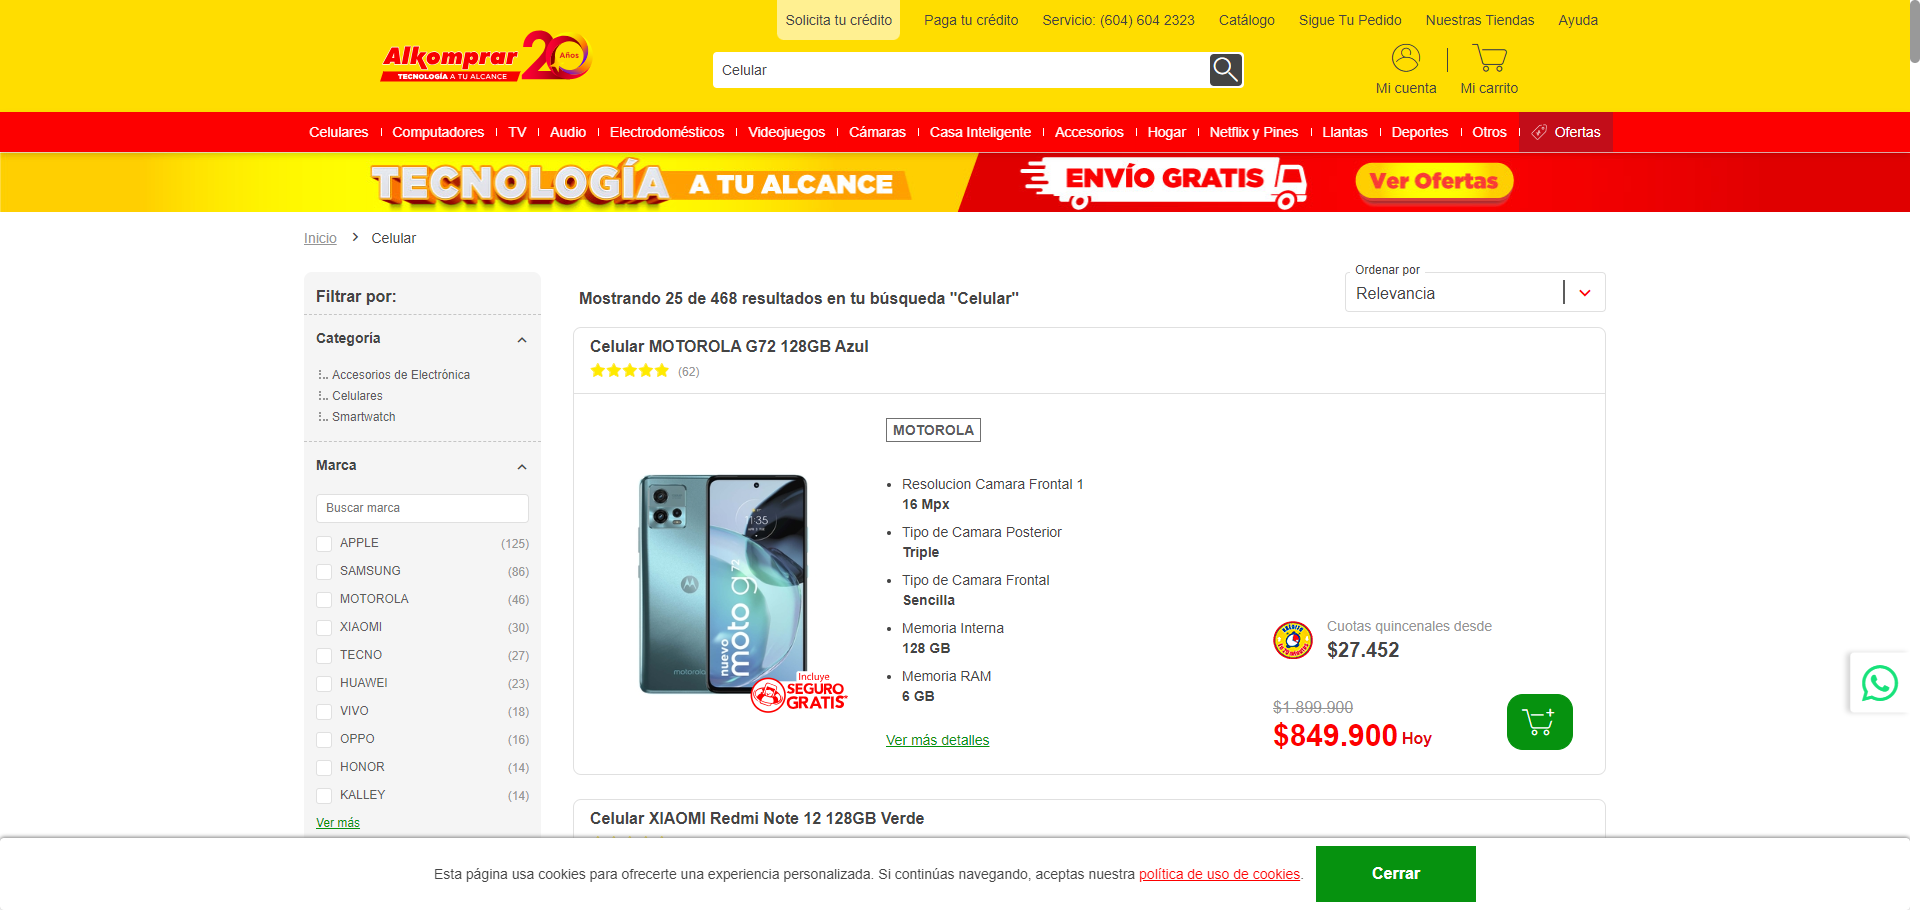 Solicita tu crédito
Paga tu crédito
Servicio: (604) 604 2323
Catálogo
Sigue Tu Pedido
Nuestras Tiendas
Ayuda
Alkomprar 20 Años
TECNOLOGÍA A TU ALCANCE
Celular
Mi cuenta
Mi carrito
Celulares
Computadores
TV
Audio
Electrodomésticos
Videojuegos
Cámaras
Casa Inteligente
Accesorios
Hogar
Netflix y Pines
Llantas
Deportes
Otros
Ofertas
TECNOLOGÍA A TU ALCANCE
ENVÍO GRATIS
Ver Ofertas
Inicio > Celular
Filtrar por:
Categoría
Accesorios de Electrónica
Celulares
Smartwatch
Marca
Buscar marca
APPLE (125)
SAMSUNG (86)
MOTOROLA (46)
XIAOMI (30)
TECNO (27)
HUAWEI (23)
VIVO (18)
OPPO (16)
HONOR (14)
KALLEY (14)
Ver más
Mostrando 25 de 468 resultados en tu búsqueda "Celular"
Ordenar por
Relevancia
Celular MOTOROLA G72 128GB Azul
(62)
MOTOROLA
11:35
nuevo
moto g72
motorola
Incluye
SEGURO
GRATIS*
• Resolucion Camara Frontal 1
16 Mpx
• Tipo de Camara Posterior
Triple
• Tipo de Camara Frontal
Sencilla
• Memoria Interna
128 GB
• Memoria RAM
6 GB
Ver más detalles
Cuotas quincenales desde
$27.452
$1.899.900
$849.900 Hoy
Celular XIAOMI Redmi Note 12 128GB Verde
Esta página usa cookies para ofrecerte una experiencia personalizada. Si continúas navegando, aceptas nuestra política de uso de cookies.
Cerrar